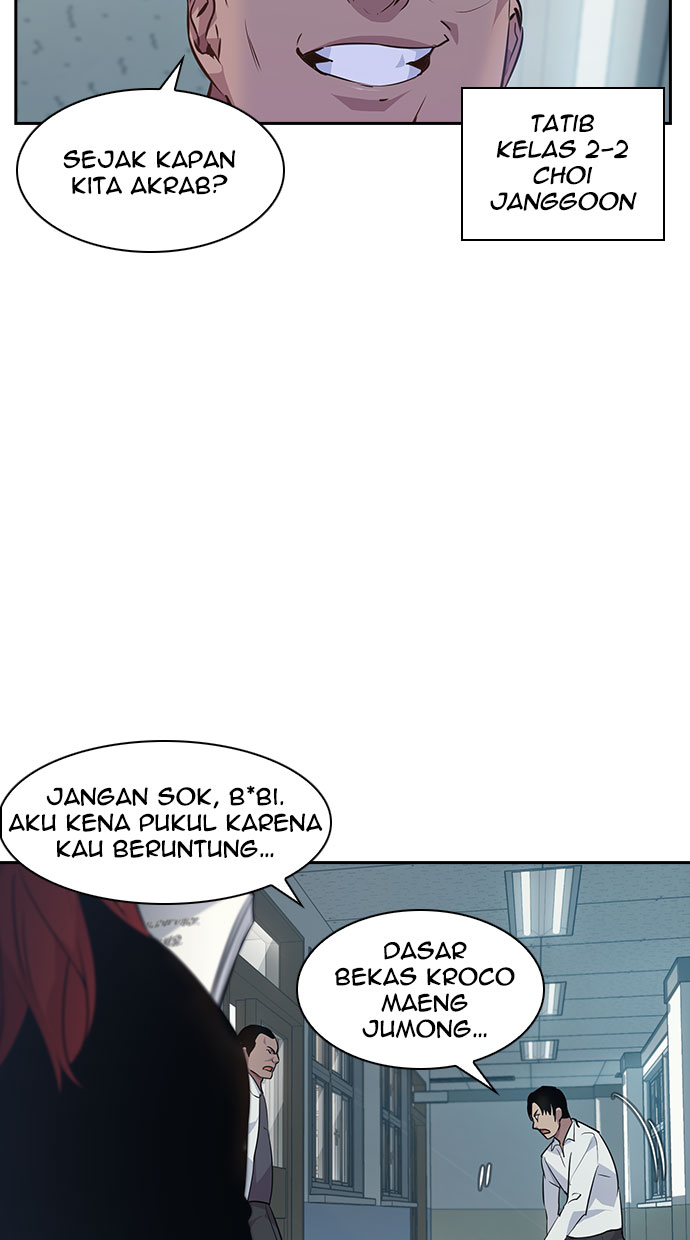 SEJAK KAPAN
KITA AKRAB?
TATIB
KELAS 2-2
CHOI
JANGGOON
JANGAN SOK, B*BI.
AKU KENA PUKUL KARENA
KAU BERUNTUNG...
DASAR
BEKAS KROCO
MAENG
JUMONG...